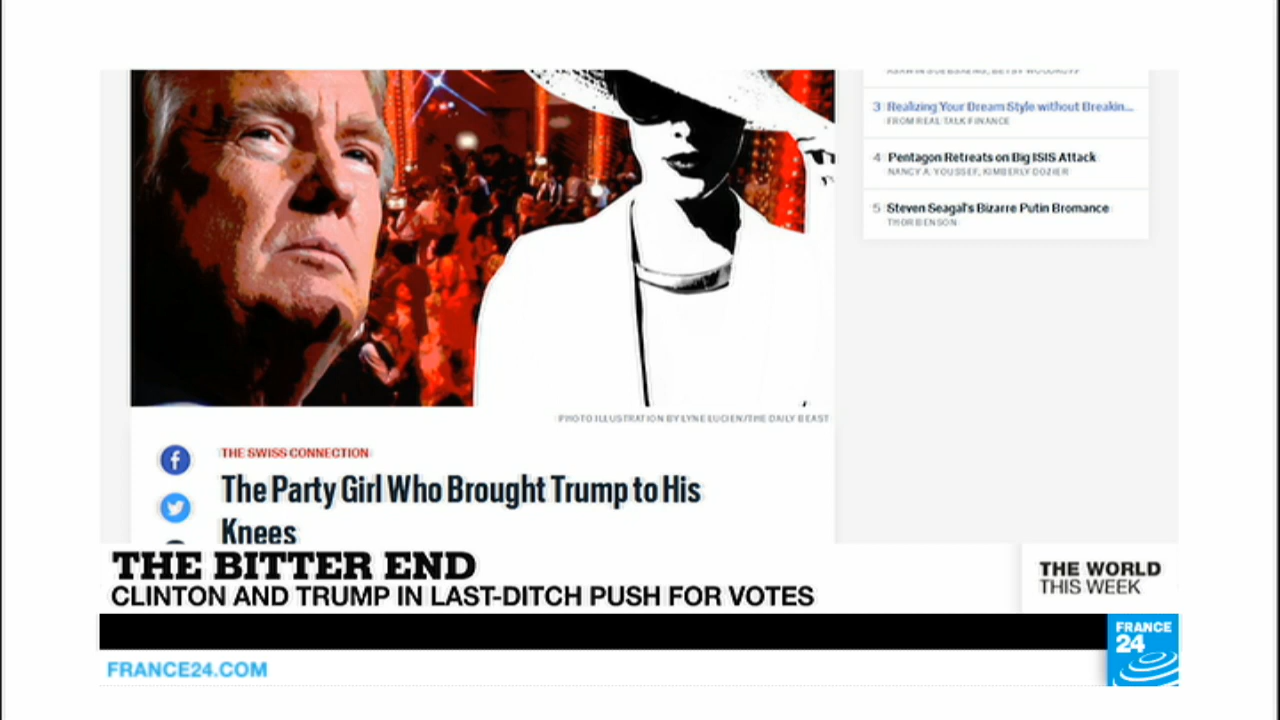 3 Realizing Your Dream Style without Breakin...
FROM REAL TALK FINANCE
4 Pentagon Retreats on Big ISIS Attack
NANCY A. YOUSSEF, KIMBERLY DOZIER
5 Steven Seagal's Bizarre Putin Bromance
THOR BENSON
PHOTO ILLUSTRATION BY LYNE LUCIEN/THE DAILY BEAST
THE SWISS CONNECTION
The Party Girl Who Brought Trump to His
Knees
THE BITTER END
CLINTON AND TRUMP IN LAST-DITCH PUSH FOR VOTES
THE WORLD
THIS WEEK
FRANCE
24
FRANCE24.COM